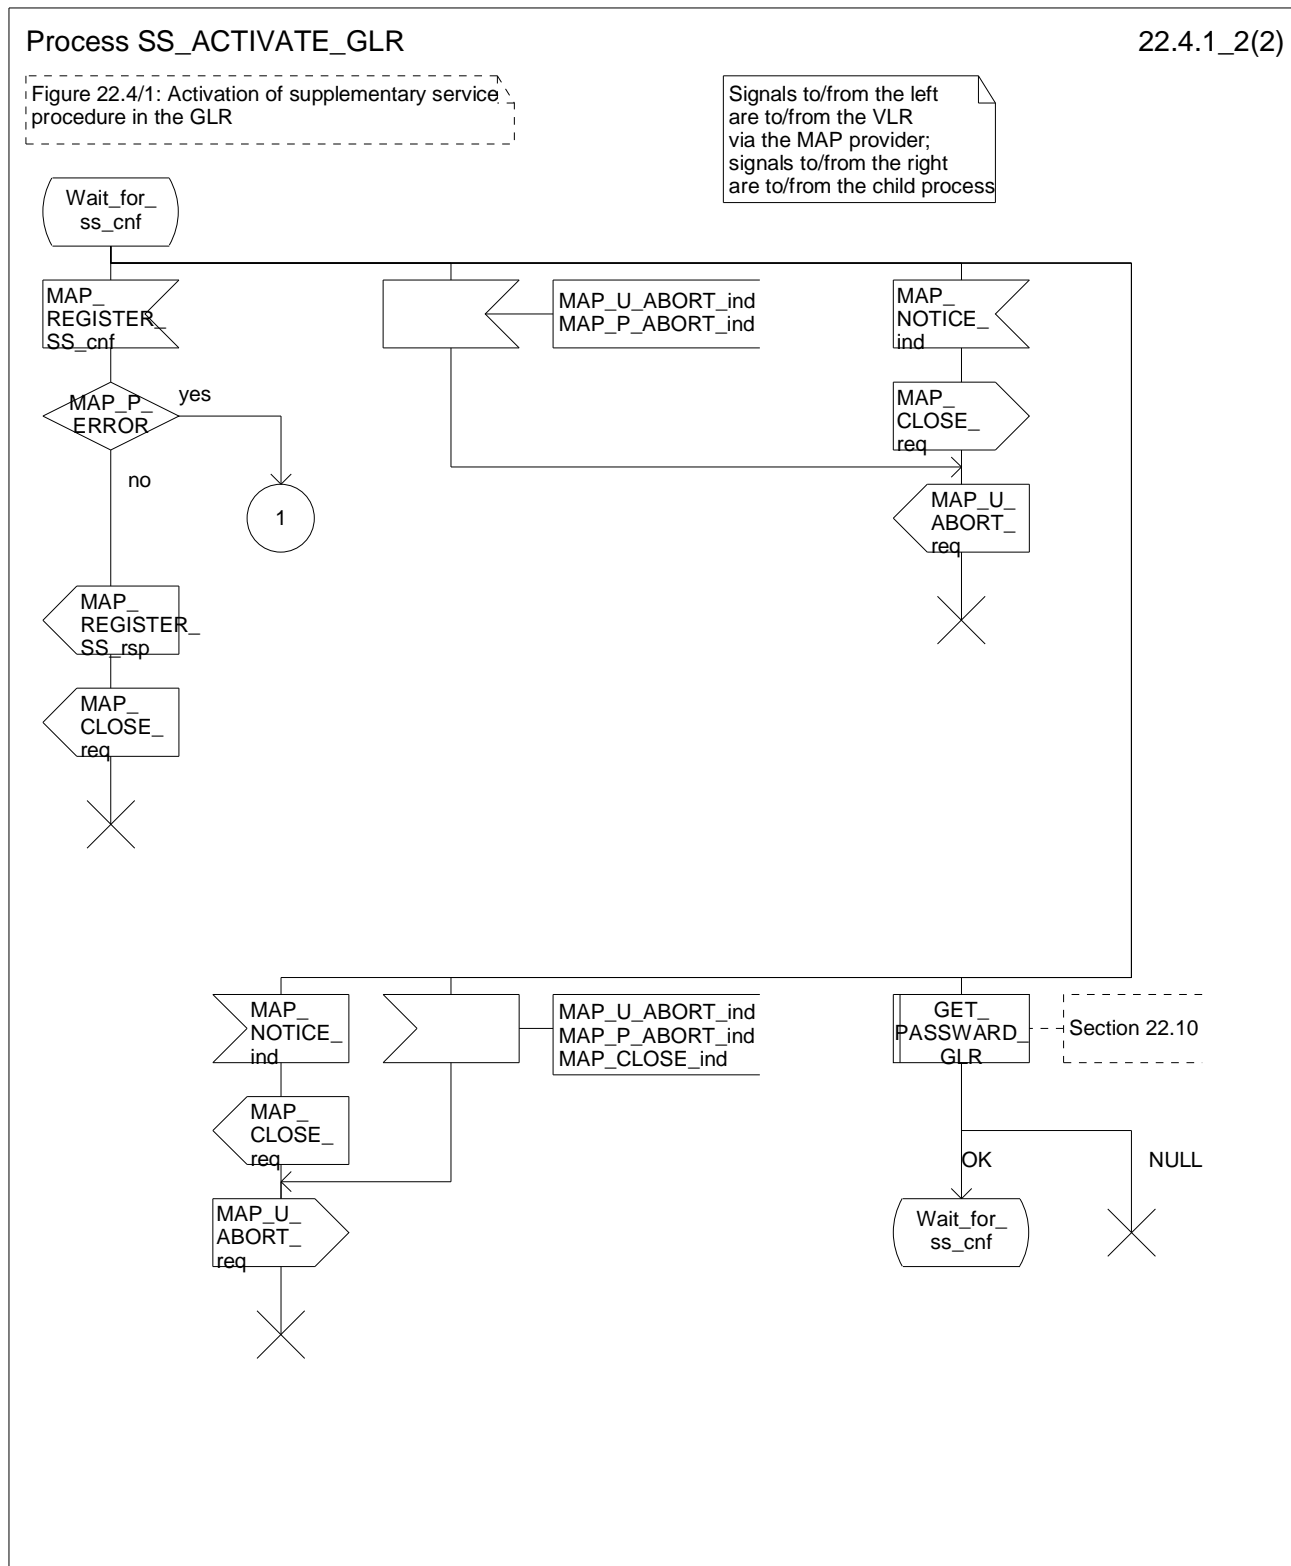 Process SS_ACTIVATE_GLR
22.4.1_2(2)
Figure 22.4/1: Activation of supplementary service
procedure in the GLR
Signals to/from the left
are to/from the VLR
via the MAP provider;
signals to/from the right
are to/from the child process
Wait_for_
ss_cnf
MAP_
REGISTER_
SS_cnf
MAP_U_ABORT_ind
MAP_P_ABORT_ind
MAP_
NOTICE_
ind
MAP_P_
ERROR
yes
no
1
MAP_
CLOSE_
req
MAP_U_
ABORT_
req
MAP_
REGISTER_
SS_rsp
MAP_
CLOSE_
req
MAP_
NOTICE_
ind
MAP_U_ABORT_ind
MAP_P_ABORT_ind
MAP_CLOSE_ind
GET_
PASSWARD_
GLR
Section 22.10
MAP_
CLOSE_
req
OK
NULL
MAP_U_
ABORT_
req
Wait_for_
ss_cnf